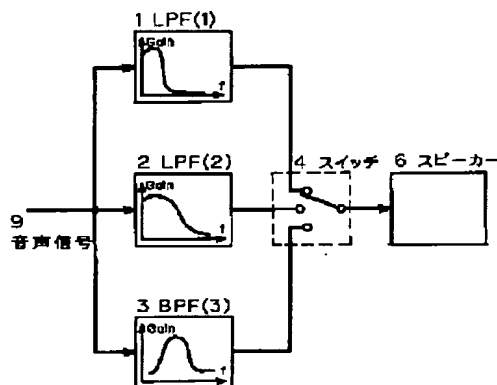 1 LPF(1)
Gain
f
2 LPF(2)
Gain
f
4 スイッチ
6 スピーカー
9
音声信号
3 BPF(3)
Gain
f